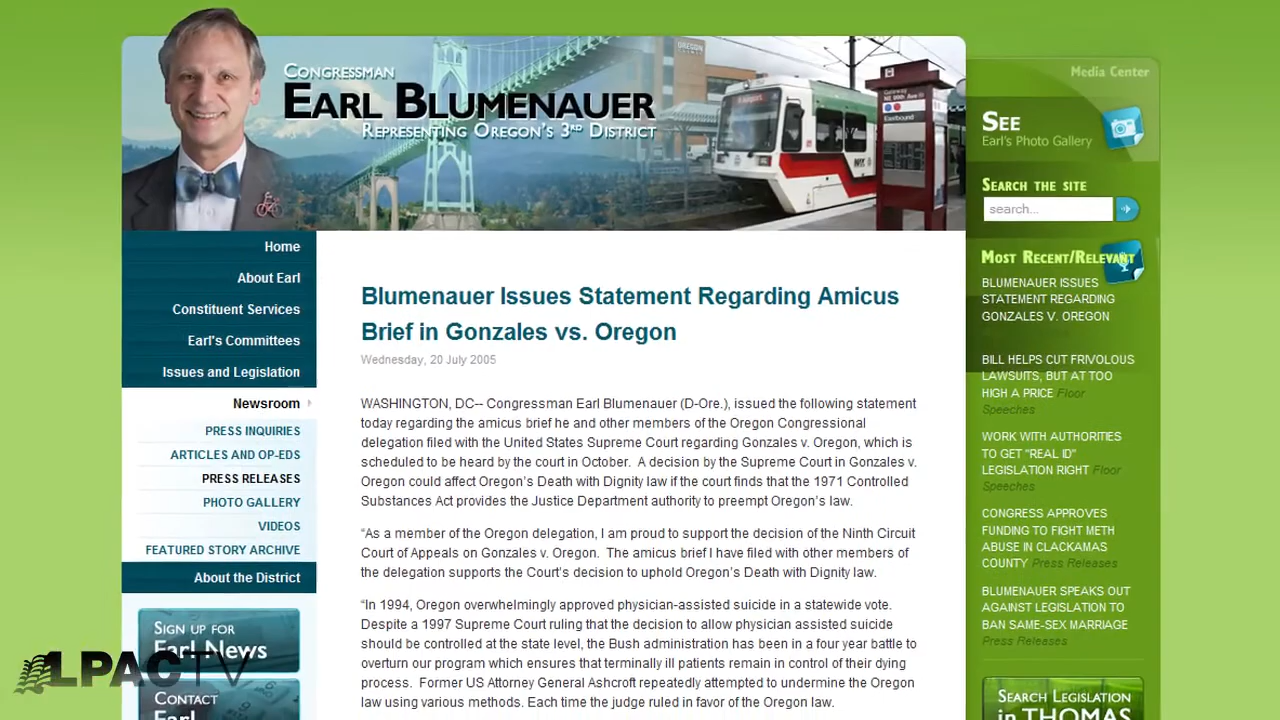 CONGRESSMAN
EARL BLUMENAUER
REPRESENTING OREGON'S 3RD DISTRICT
OREGON
Airport
Gateway
Eastbound
MAX
Media Center
SEE
Earl's Photo Gallery
SEARCH THE SITE
search...
Home
About Earl
Constituent Services
Earl's Committees
Issues and Legislation
Newsroom
PRESS INQUIRIES
ARTICLES AND OP-EDS
PRESS RELEASES
PHOTO GALLERY
VIDEOS
FEATURED STORY ARCHIVE
About the District
SIGN UP FOR
Earl News
CONTACT
Earl
LPACTV
Blumenauer Issues Statement Regarding Amicus
Brief in Gonzales vs. Oregon
Wednesday, 20 July 2005
WASHINGTON, DC-- Congressman Earl Blumenauer (D-Ore.), issued the following statement
today regarding the amicus brief he and other members of the Oregon Congressional
delegation filed with the United States Supreme Court regarding Gonzales v. Oregon, which is
scheduled to be heard by the court in October. A decision by the Supreme Court in Gonzales v.
Oregon could affect Oregon's Death with Dignity law if the court finds that the 1971 Controlled
Substances Act provides the Justice Department authority to preempt Oregon's law.
“As a member of the Oregon delegation, I am proud to support the decision of the Ninth Circuit
Court of Appeals on Gonzales v. Oregon. The amicus brief I have filed with other members of
the delegation supports the Court's decision to uphold Oregon's Death with Dignity law.
“In 1994, Oregon overwhelmingly approved physician-assisted suicide in a statewide vote.
Despite a 1997 Supreme Court ruling that the decision to allow physician assisted suicide
should be controlled at the state level, the Bush administration has been in a four year battle to
overturn our program which ensures that terminally ill patients remain in control of their dying
process. Former US Attorney General Ashcroft repeatedly attempted to undermine the Oregon
law using various methods. Each time the judge ruled in favor of the Oregon law.
MOST RECENT/RELEVANT
BLUMENAUER ISSUES
STATEMENT REGARDING
GONZALES V. OREGON
BILL HELPS CUT FRIVOLOUS
LAWSUITS, BUT AT TOO
HIGH A PRICE Floor
Speeches
WORK WITH AUTHORITIES
TO GET "REAL ID"
LEGISLATION RIGHT Floor
Speeches
CONGRESS APPROVES
FUNDING TO FIGHT METH
ABUSE IN CLACKAMAS
COUNTY Press Releases
BLUMENAUER SPEAKS OUT
AGAINST LEGISLATION TO
BAN SAME-SEX MARRIAGE
Press Releases
SEARCH LEGISLATION
in THOMAS